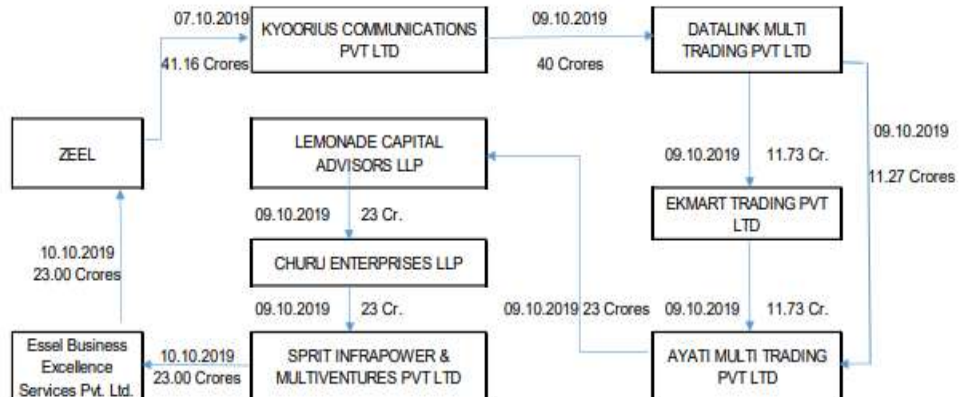 07.10.2019
41.16 Crores
KYOORIUS COMMUNICATIONS
PVT LTD
09.10.2019
40 Crores
DATALINK MULTI
TRADING PVT LTD
ZEEL
LEMONADE CAPITAL
ADVISORS LLP
09.10.2019 11.73 Cr.
09.10.2019
11.27 Crores
EKMART TRADING PVT
LTD
09.10.2019 23 Cr.
10.10.2019
23.00 Crores
CHURU ENTERPRISES LLP
09.10.2019 23 Cr.
09.10.2019 23 Crores
09.10.2019 11.73 Cr.
Essel Business
Excellence
Services Pvt. Ltd.
10.10.2019
23.00 Crores
SPRIT INFRAPOWER &
MULTIVENTURES PVT LTD
AYATI MULTI TRADING
PVT LTD